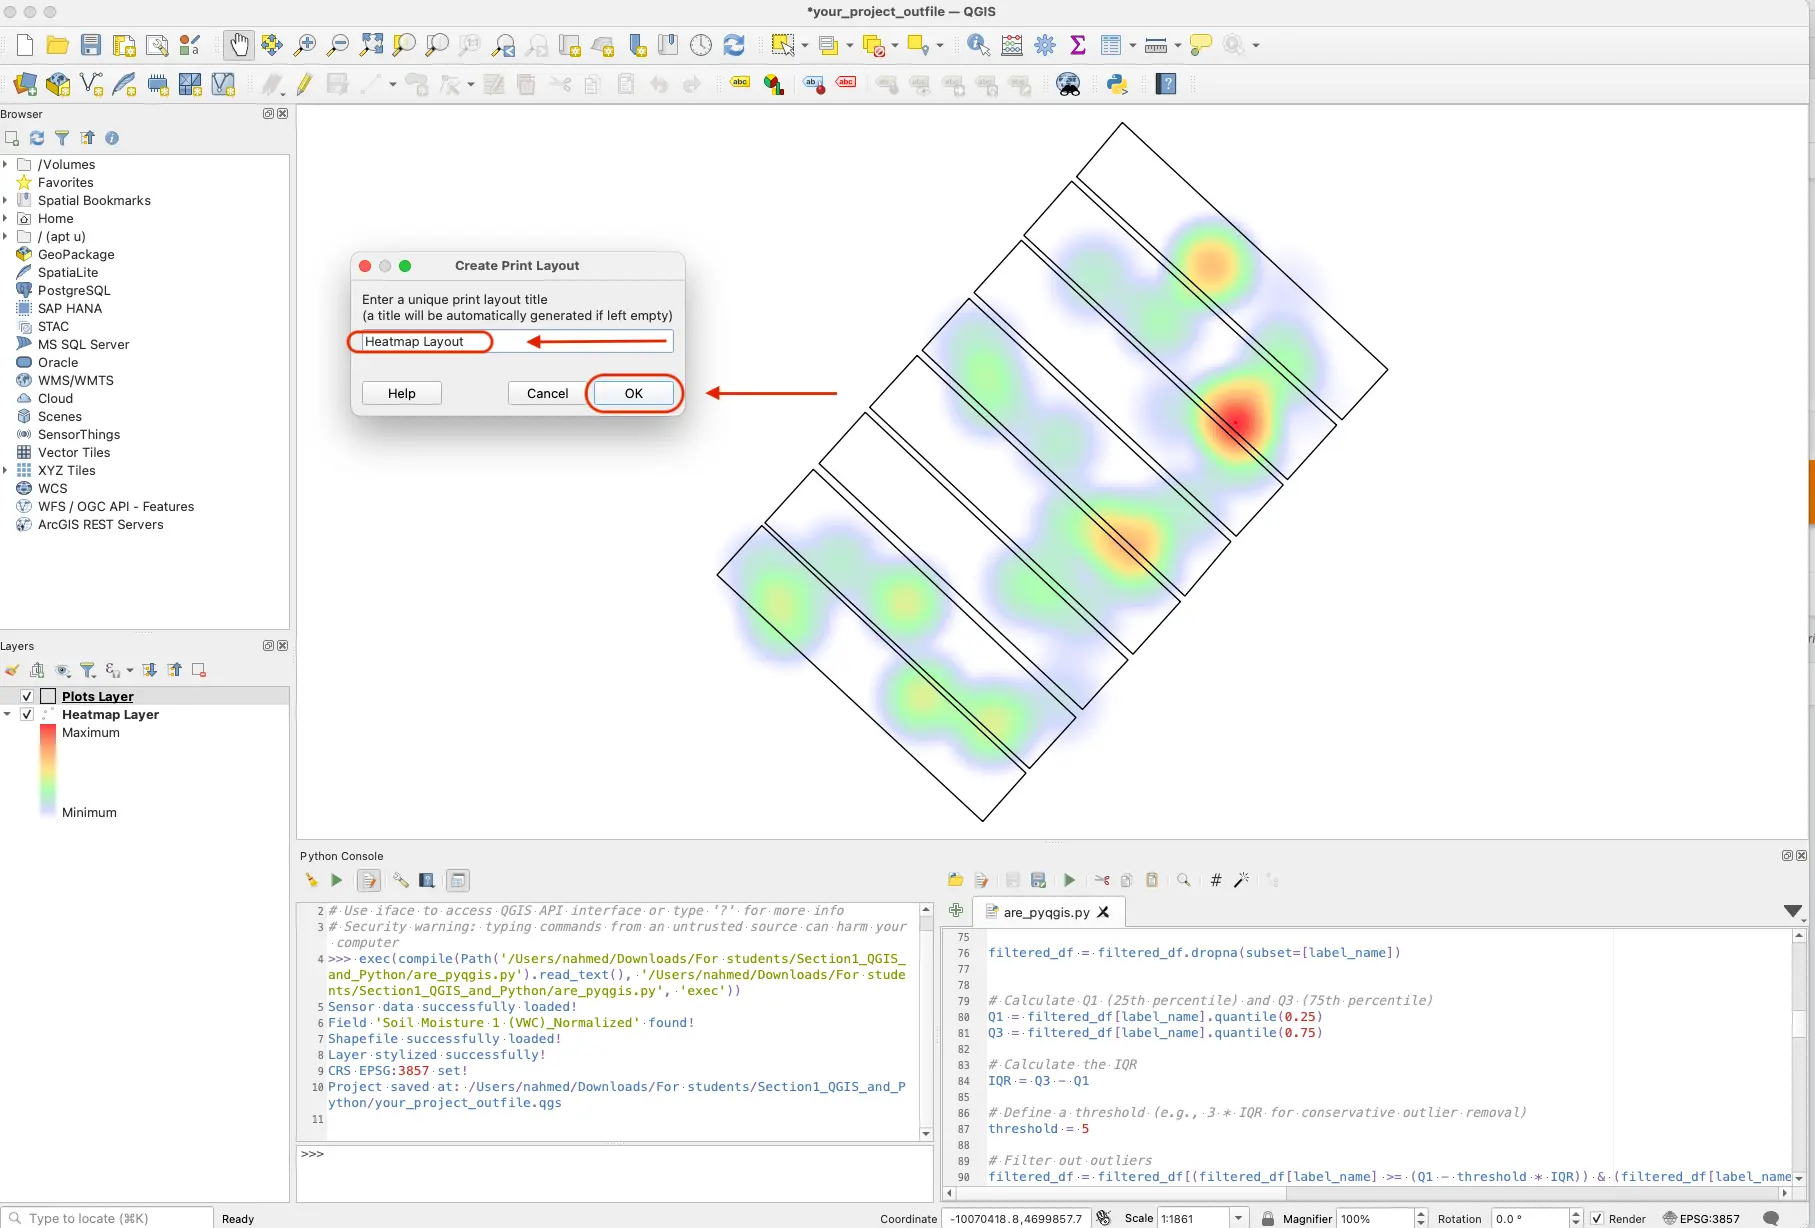 *your_project_outfile — QGIS
Browser
/Volumes
Favorites
Spatial Bookmarks
Home
/ (apt u)
GeoPackage
SpatiaLite
PostgreSQL
SAP HANA
STAC
MS SQL Server
Oracle
WMS/WMTS
Cloud
Scenes
SensorThings
Vector Tiles
XYZ Tiles
WCS
WFS / OGC API - Features
ArcGIS REST Servers
Layers
Plots Layer
Heatmap Layer
Maximum
Minimum
Create Print Layout
Enter a unique print layout title
(a title will be automatically generated if left empty)
Heatmap Layout
Help
Cancel
OK
Python Console
2 # Use iface to access QGIS API interface or type '?' for more info
3 # Security warning: typing commands from an untrusted source can harm your
computer
4 >>> exec(compile(Path('/Users/nahmed/Downloads/For students/Section1_QGIS_
and_Python/are_pyqgis.py').read_text(), '/Users/nahmed/Downloads/For stude
nts/Section1_QGIS_and_Python/are_pyqgis.py', 'exec'))
5 Sensor data successfully loaded!
6 Field 'Soil Moisture 1 (VWC)_Normalized' found!
7 Shapefile successfully loaded!
8 Layer stylized successfully!
9 CRS EPSG:3857 set!
10 Project saved at: /Users/nahmed/Downloads/For students/Section1_QGIS_and_P
ython/your_project_outfile.qgs
11
>>>
are_pyqgis.py
75
76 filtered_df = filtered_df.dropna(subset=[label_name])
77
78
79 # Calculate Q1 (25th percentile) and Q3 (75th percentile)
80 Q1 = filtered_df[label_name].quantile(0.25)
81 Q3 = filtered_df[label_name].quantile(0.75)
82
83 # Calculate the IQR
84 IQR = Q3 - Q1
85
86 # Define a threshold (e.g., 3 * IQR for conservative outlier removal)
87 threshold = 5
88
89 # Filter out outliers
90 filtered_df = filtered_df[(filtered_df[label_name] >= (Q1 - threshold * IQR)) & (filtered_df[label_name
Type to locate (⌘K)
Ready
Coordinate -10070418.8,4699857.7
Scale 1:1861
Magnifier 100%
Rotation 0.0 °
Render
EPSG:3857